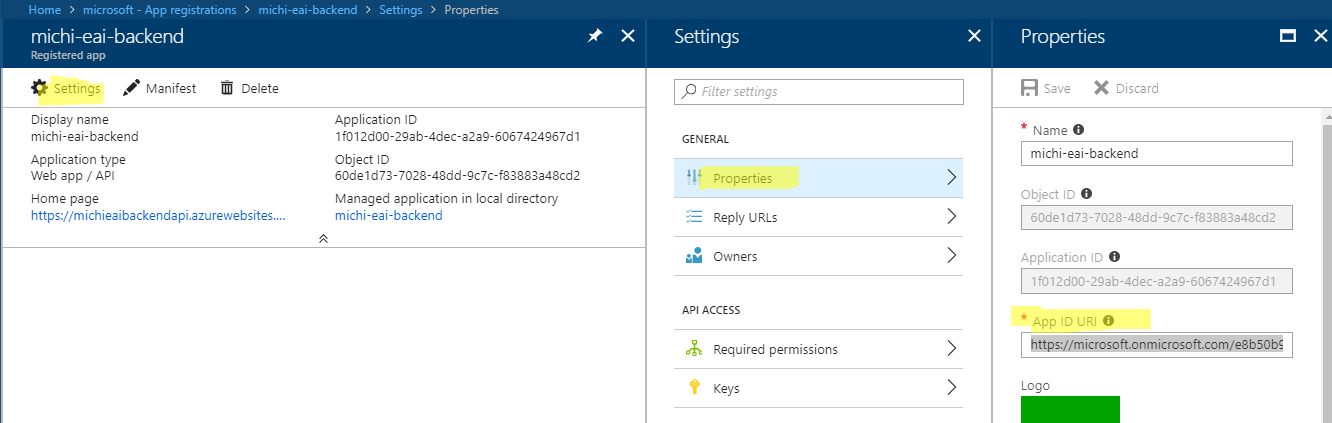 Home > microsoft - App registrations > michi-eai-backend > Settings > Properties
michi-eai-backend
Registered app
Settings
Manifest
Delete
Display name
michi-eai-backend
Application ID
1f012d00-29ab-4dec-a2a9-6067424967d1
Application type
Web app / API
Object ID
60de1d73-7028-48dd-9c7c-f83883a48cd2
Home page
https://michieaibackendapi.azurewebsites....
Managed application in local directory
michi-eai-backend
Settings
Filter settings
GENERAL
Properties
Reply URLs
Owners
API ACCESS
Required permissions
Keys
Properties
Save
Discard
* Name
michi-eai-backend
Object ID
60de1d73-7028-48dd-9c7c-f83883a48cd2
Application ID
1f012d00-29ab-4dec-a2a9-6067424967d1
* App ID URI
https://microsoft.onmicrosoft.com/e8b50b9
Logo